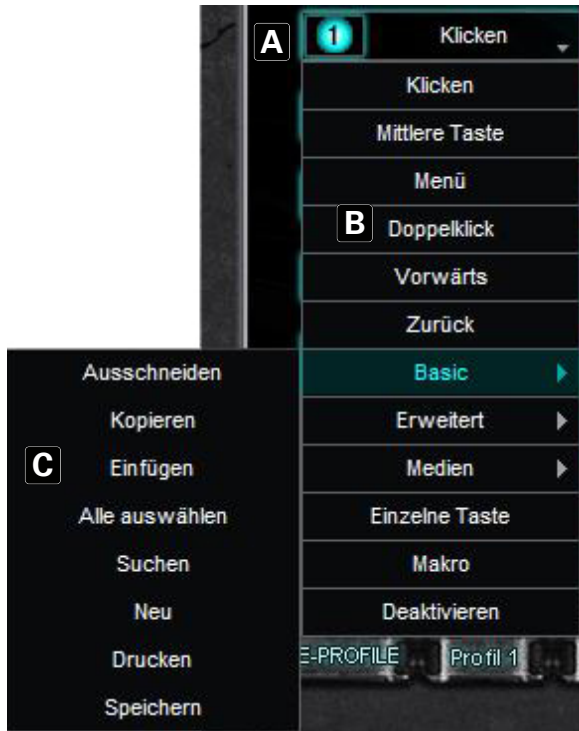 A
1 Klicken
Klicken
Mittlere Taste
Menü
B Doppelklick
Vorwärts
Zurück
Basic
Erweitert
Medien
Einzelne Taste
Makro
Deaktivieren
Ausschneiden
Kopieren
C Einfügen
Alle auswählen
Suchen
Neu
Drucken
Speichern
E-PROFILE Profil 1